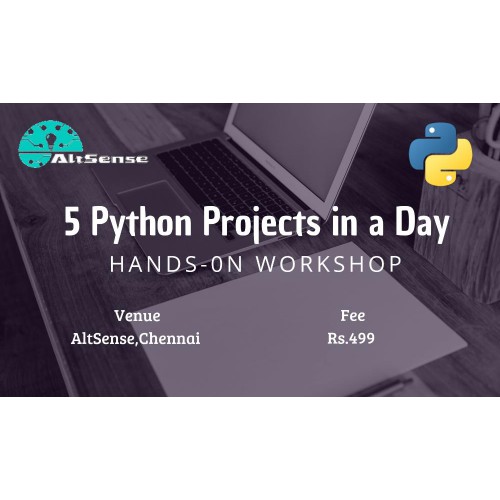 AltSense
5 Python Projects in a Day
HANDS-0N WORKSHOP
Venue
AltSense,Chennai
Fee
Rs.499